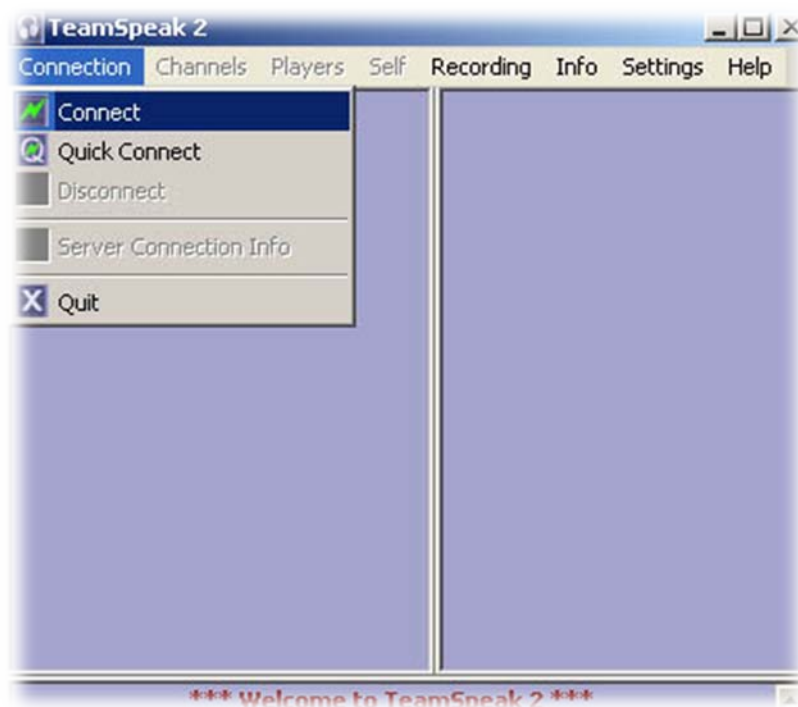 TeamSpeak 2
Connection Channels Players Self Recording Info Settings Help
Connect
Quick Connect
Disconnect
Server Connection Info
Quit
*** Welcome to TeamSpeak 2 ***